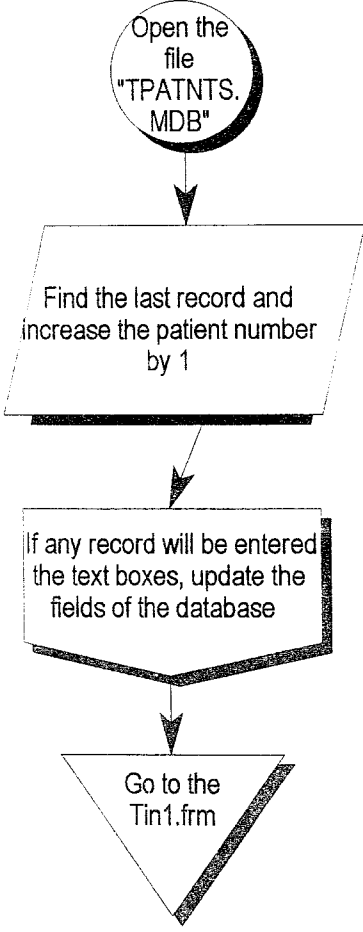 Open the
file
"TPATNTS.
MDB"
Find the last record and
increase the patient number
by 1
If any record will be entered
the text boxes, update the
fields of the database
Go to the
Tin1.frm